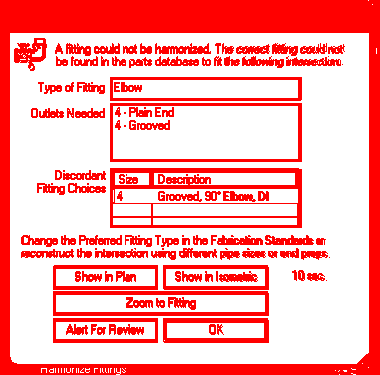 A fitting could not be harmonized. The correct fitting could not
be found in the parts database to fit the following intersection.
Type of Fitting
Elbow
Outlets Needed
4 - Plain End
4 - Grooved
Discordant
Fitting Choices
Size Description
4 Grooved, 90° Elbow, DI
Change the Preferred Fitting Type in the Fabrication Standards or
reconstruct the intersection using different pipe sizes or end preps.
Show in Plan Show in Isometric 10 sec.
Zoom to Fitting
Alert For Review OK
Harmonize Fittings